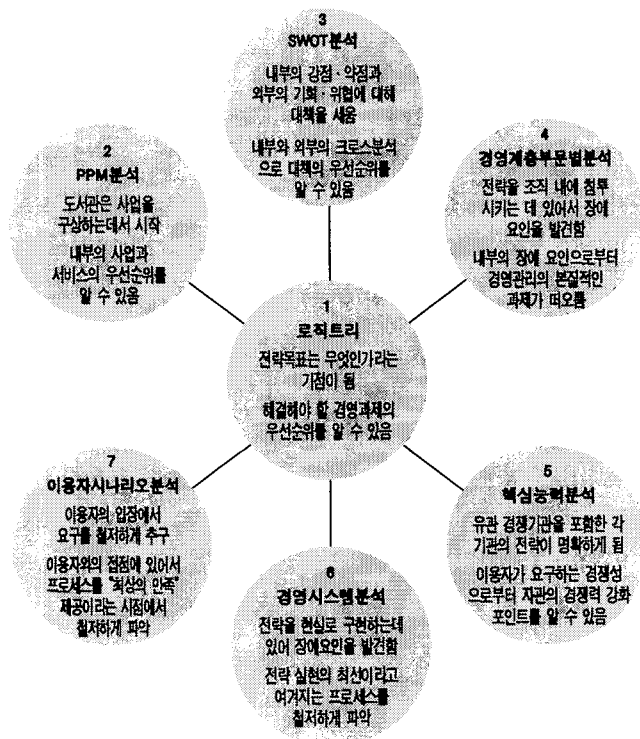 3
SWOT분석
내부의 강점·약점과
외부의 기회·위협에 대해
대책을 세움
내부와 외부의 크로스분석
으로 대책의 우선순위를
알 수 있음
2
PPM분석
도서관은 사업을
구상하는데서 시작
내부의 사업과
서비스의 우선순위를
알 수 있음
4
경영계층부문별분석
전략을 조직 내에 침투
시키는 데 있어서 장애
요인을 발견함
내부의 장애 요인으로부터
경영관리의 본질적인
과제가 떠오름
1
로직트리
전략목표는 무엇인가라는
기점이 됨
해결해야 할 경영과제의
우선순위를 알 수 있음
7
이용자시나리오분석
이용자의 입장에서
요구를 철저하게 추구
이용자와의 접점에 있어서
프로세스를 "최상의 만족"
제공이라는 시점에서
철저하게 파악
6
경영시스템분석
전략을 현실로 구현하는데
있어 장애요인을 발견함
전략 실현의 최선이라고
여겨지는 프로세스를
철저하게 파악
5
핵심능력분석
유관 경쟁기관을 포함한 각
기관의 전략이 명확하게 됨
이용자가 요구하는 경쟁성
으로부터 자관의 경쟁력 강화
포인트를 알 수 있음